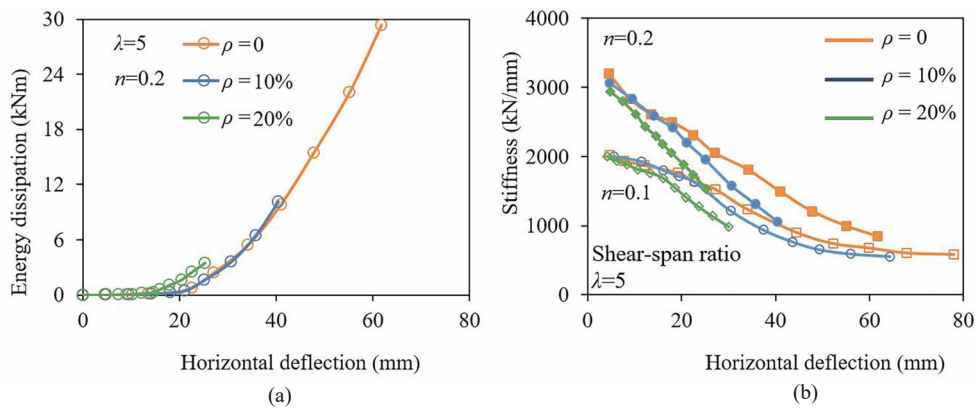 30
24
18
12
6
0
Energy dissipation (kNm)
λ=5
n=0.2
ρ = 0
ρ = 10%
ρ = 20%
0 20 40 60 80
Horizontal deflection (mm)
(a)
4000
3000
2000
1000
0
Stiffness (kN/mm)
n=0.2
ρ = 0
ρ = 10%
ρ = 20%
n=0.1
Shear-span ratio
λ=5
0 20 40 60 80
Horizontal deflection (mm)
(b)